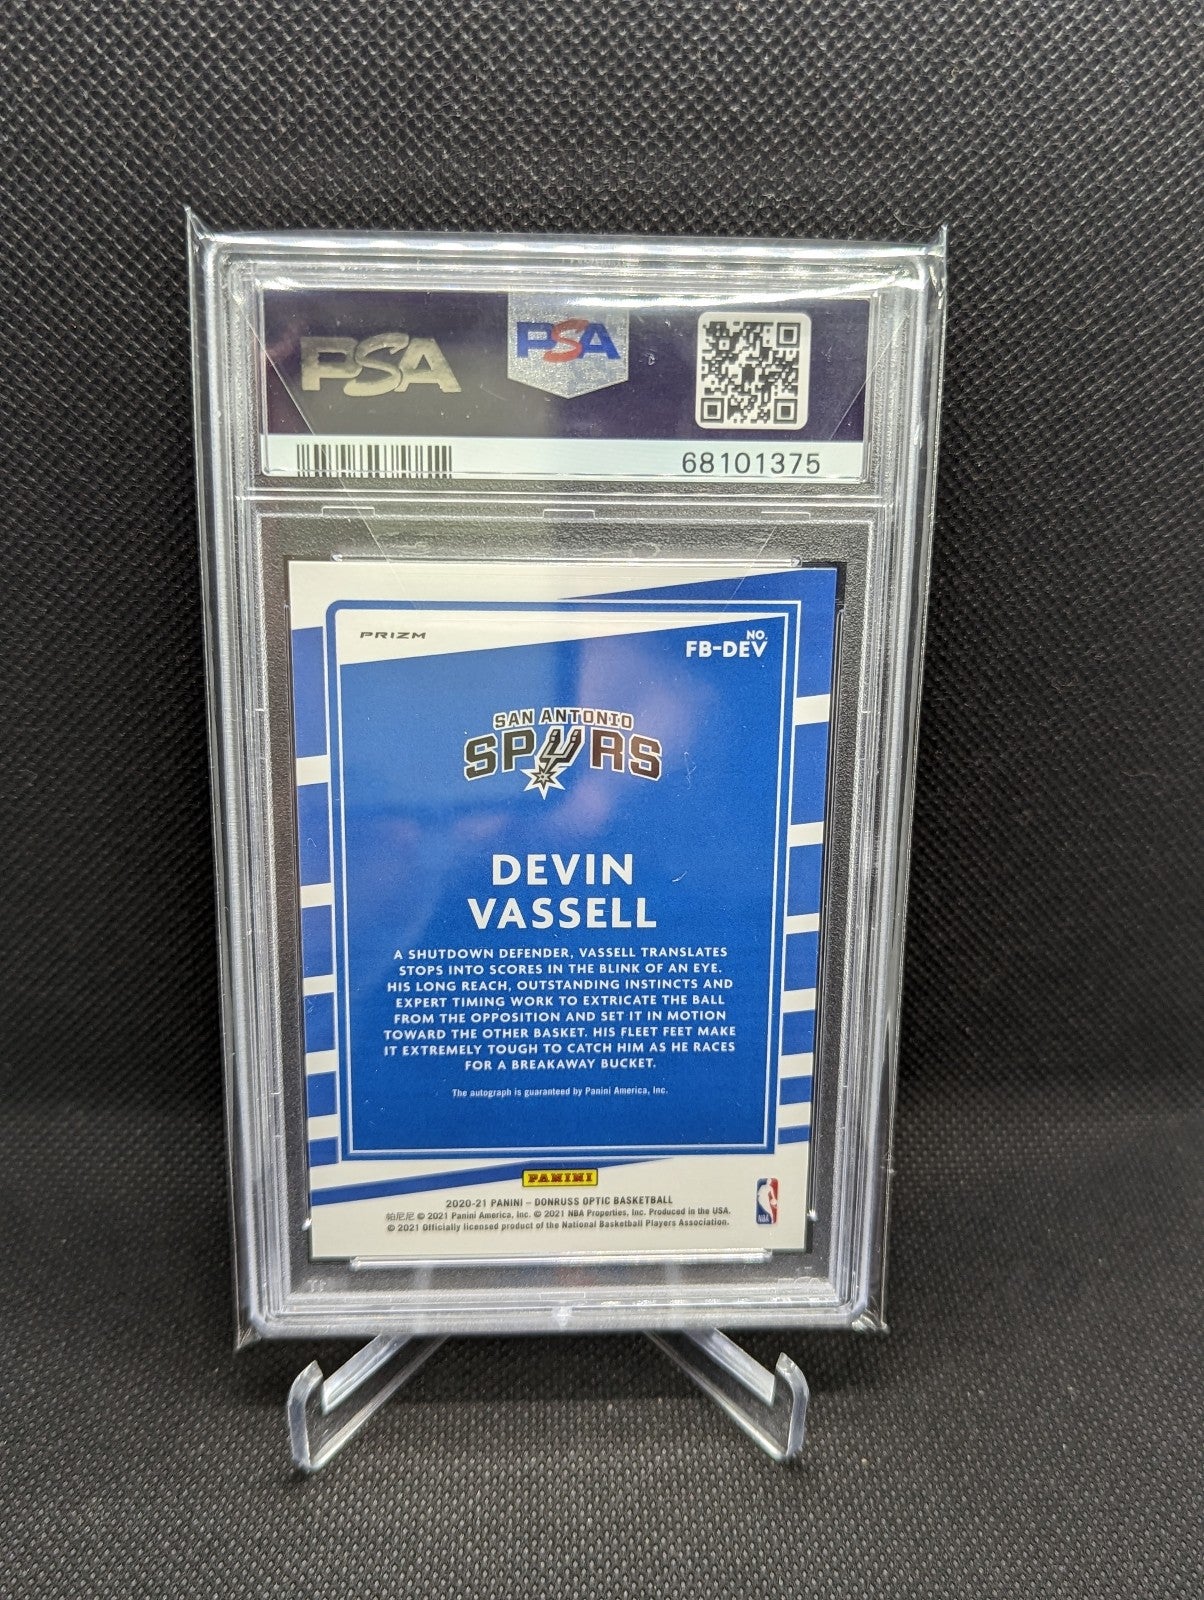 PSA
PSA
68101375
PRIZM
NO.
FB-DEV
SAN ANTONIO
SPURS
DEVIN
VASSELL
A SHUTDOWN DEFENDER, VASSELL TRANSLATES
STOPS INTO SCORES IN THE BLINK OF AN EYE.
HIS LONG REACH, OUTSTANDING INSTINCTS AND
EXPERT TIMING WORK TO EXTRICATE THE BALL
FROM THE OPPOSITION AND SET IT IN MOTION
TOWARD THE OTHER BASKET. HIS FLEET FEET MAKE
IT EXTREMELY TOUGH TO CATCH HIM AS HE RACES
FOR A BREAKAWAY BUCKET.
The autograph is guaranteed by Panini America, Inc.
PANINI
2020-21 PANINI – DONRUSS OPTIC BASKETBALL
帕尼尼 © 2021 Panini America, Inc. © 2021 NBA Properties, Inc. Produced in the USA.
© 2021 Officially licensed product of the National Basketball Players Association.
NBA